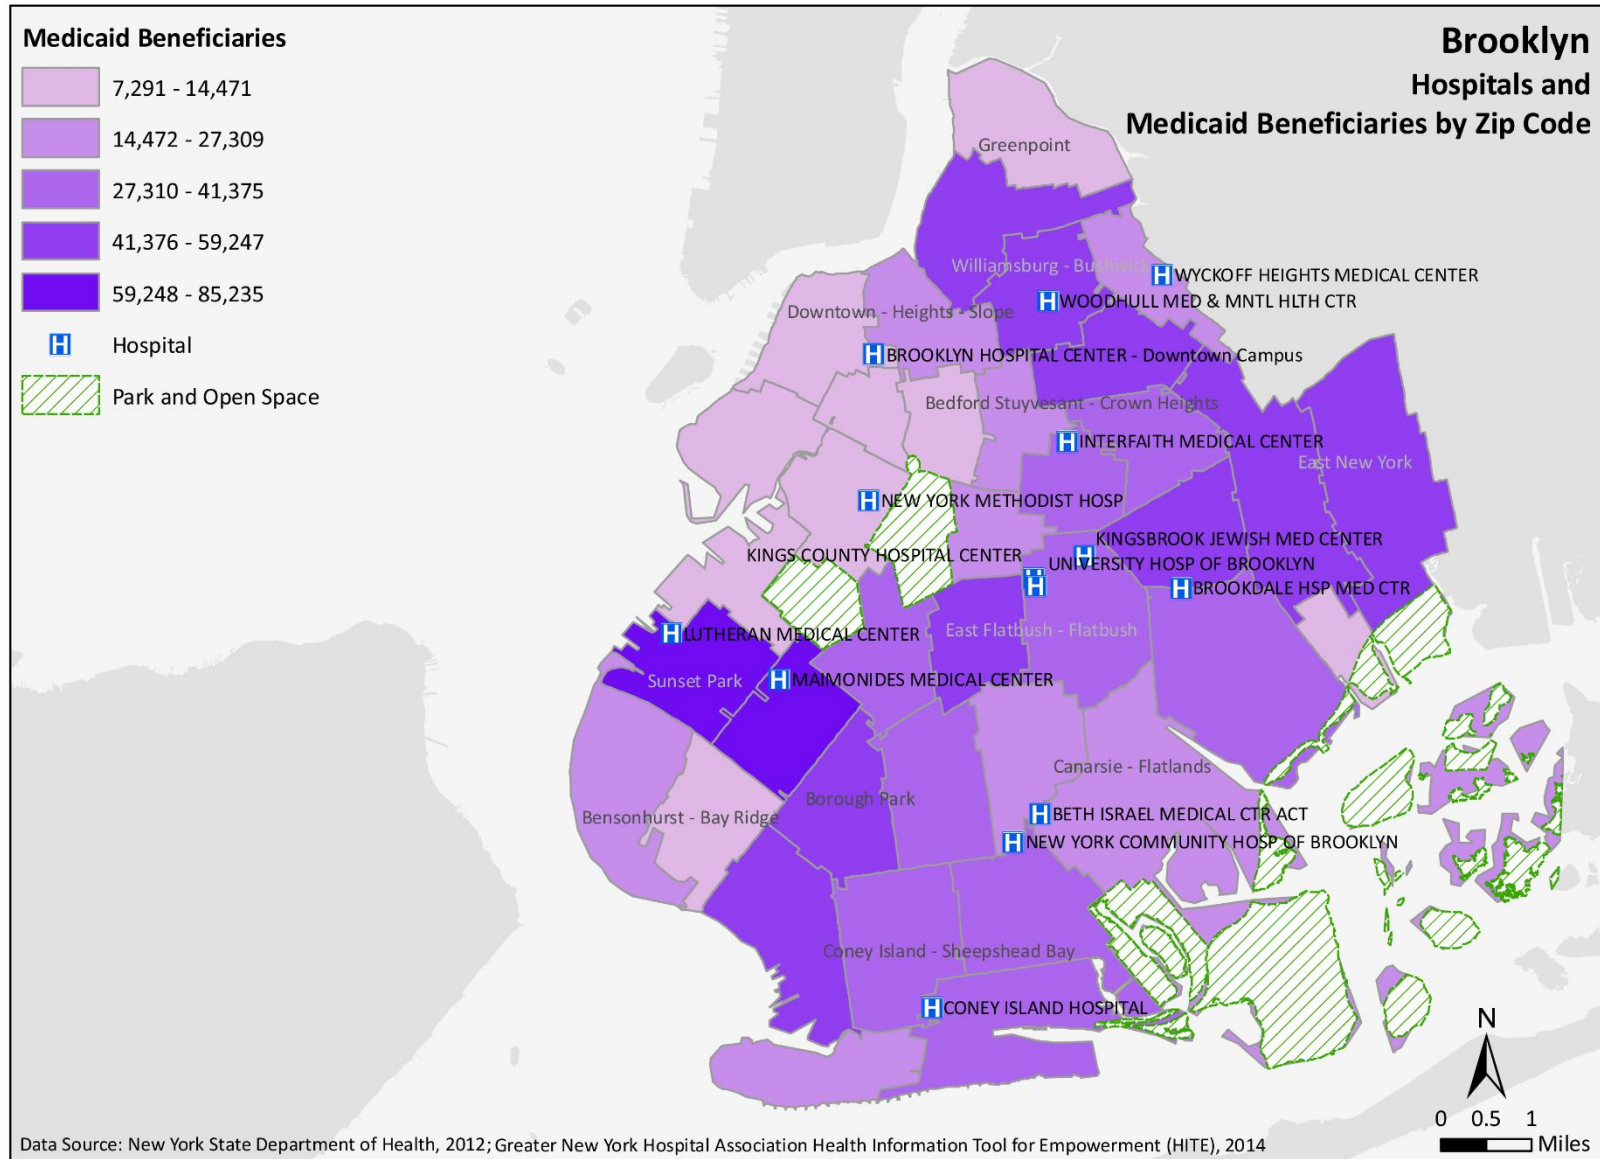 Medicaid Beneficiaries
7,291 - 14,471
14,472 - 27,309
27,310 - 41,375
41,376 - 59,247
59,248 - 85,235
H Hospital
Park and Open Space
Brooklyn
Hospitals and
Medicaid Beneficiaries by Zip Code
Greenpoint
Williamsburg - Bushwick
H WYCKOFF HEIGHTS MEDICAL CENTER
H WOODHULL MED & MNTL HLTH CTR
Downtown - Heights - Slope
H BROOKLYN HOSPITAL CENTER - Downtown Campus
Bedford Stuyvesant - Crown Heights
H INTERFAITH MEDICAL CENTER
East New York
H NEW YORK METHODIST HOSP
H KINGSBROOK JEWISH MED CENTER
KINGS COUNTY HOSPITAL CENTER H
H UNIVERSITY HOSP OF BROOKLYN
H BROOKDALE HSP MED CTR
East Flatbush - Flatbush
H LUTHERAN MEDICAL CENTER
Sunset Park
H MAIMONIDES MEDICAL CENTER
Canarsie - Flatlands
Borough Park
Bensonhurst - Bay Ridge
H BETH ISRAEL MEDICAL CTR ACT
H NEW YORK COMMUNITY HOSP OF BROOKLYN
Coney Island - Sheepshead Bay
H CONEY ISLAND HOSPITAL
N
0 0.5 1
Miles
Data Source: New York State Department of Health, 2012; Greater New York Hospital Association Health Information Tool for Empowerment (HITE), 2014